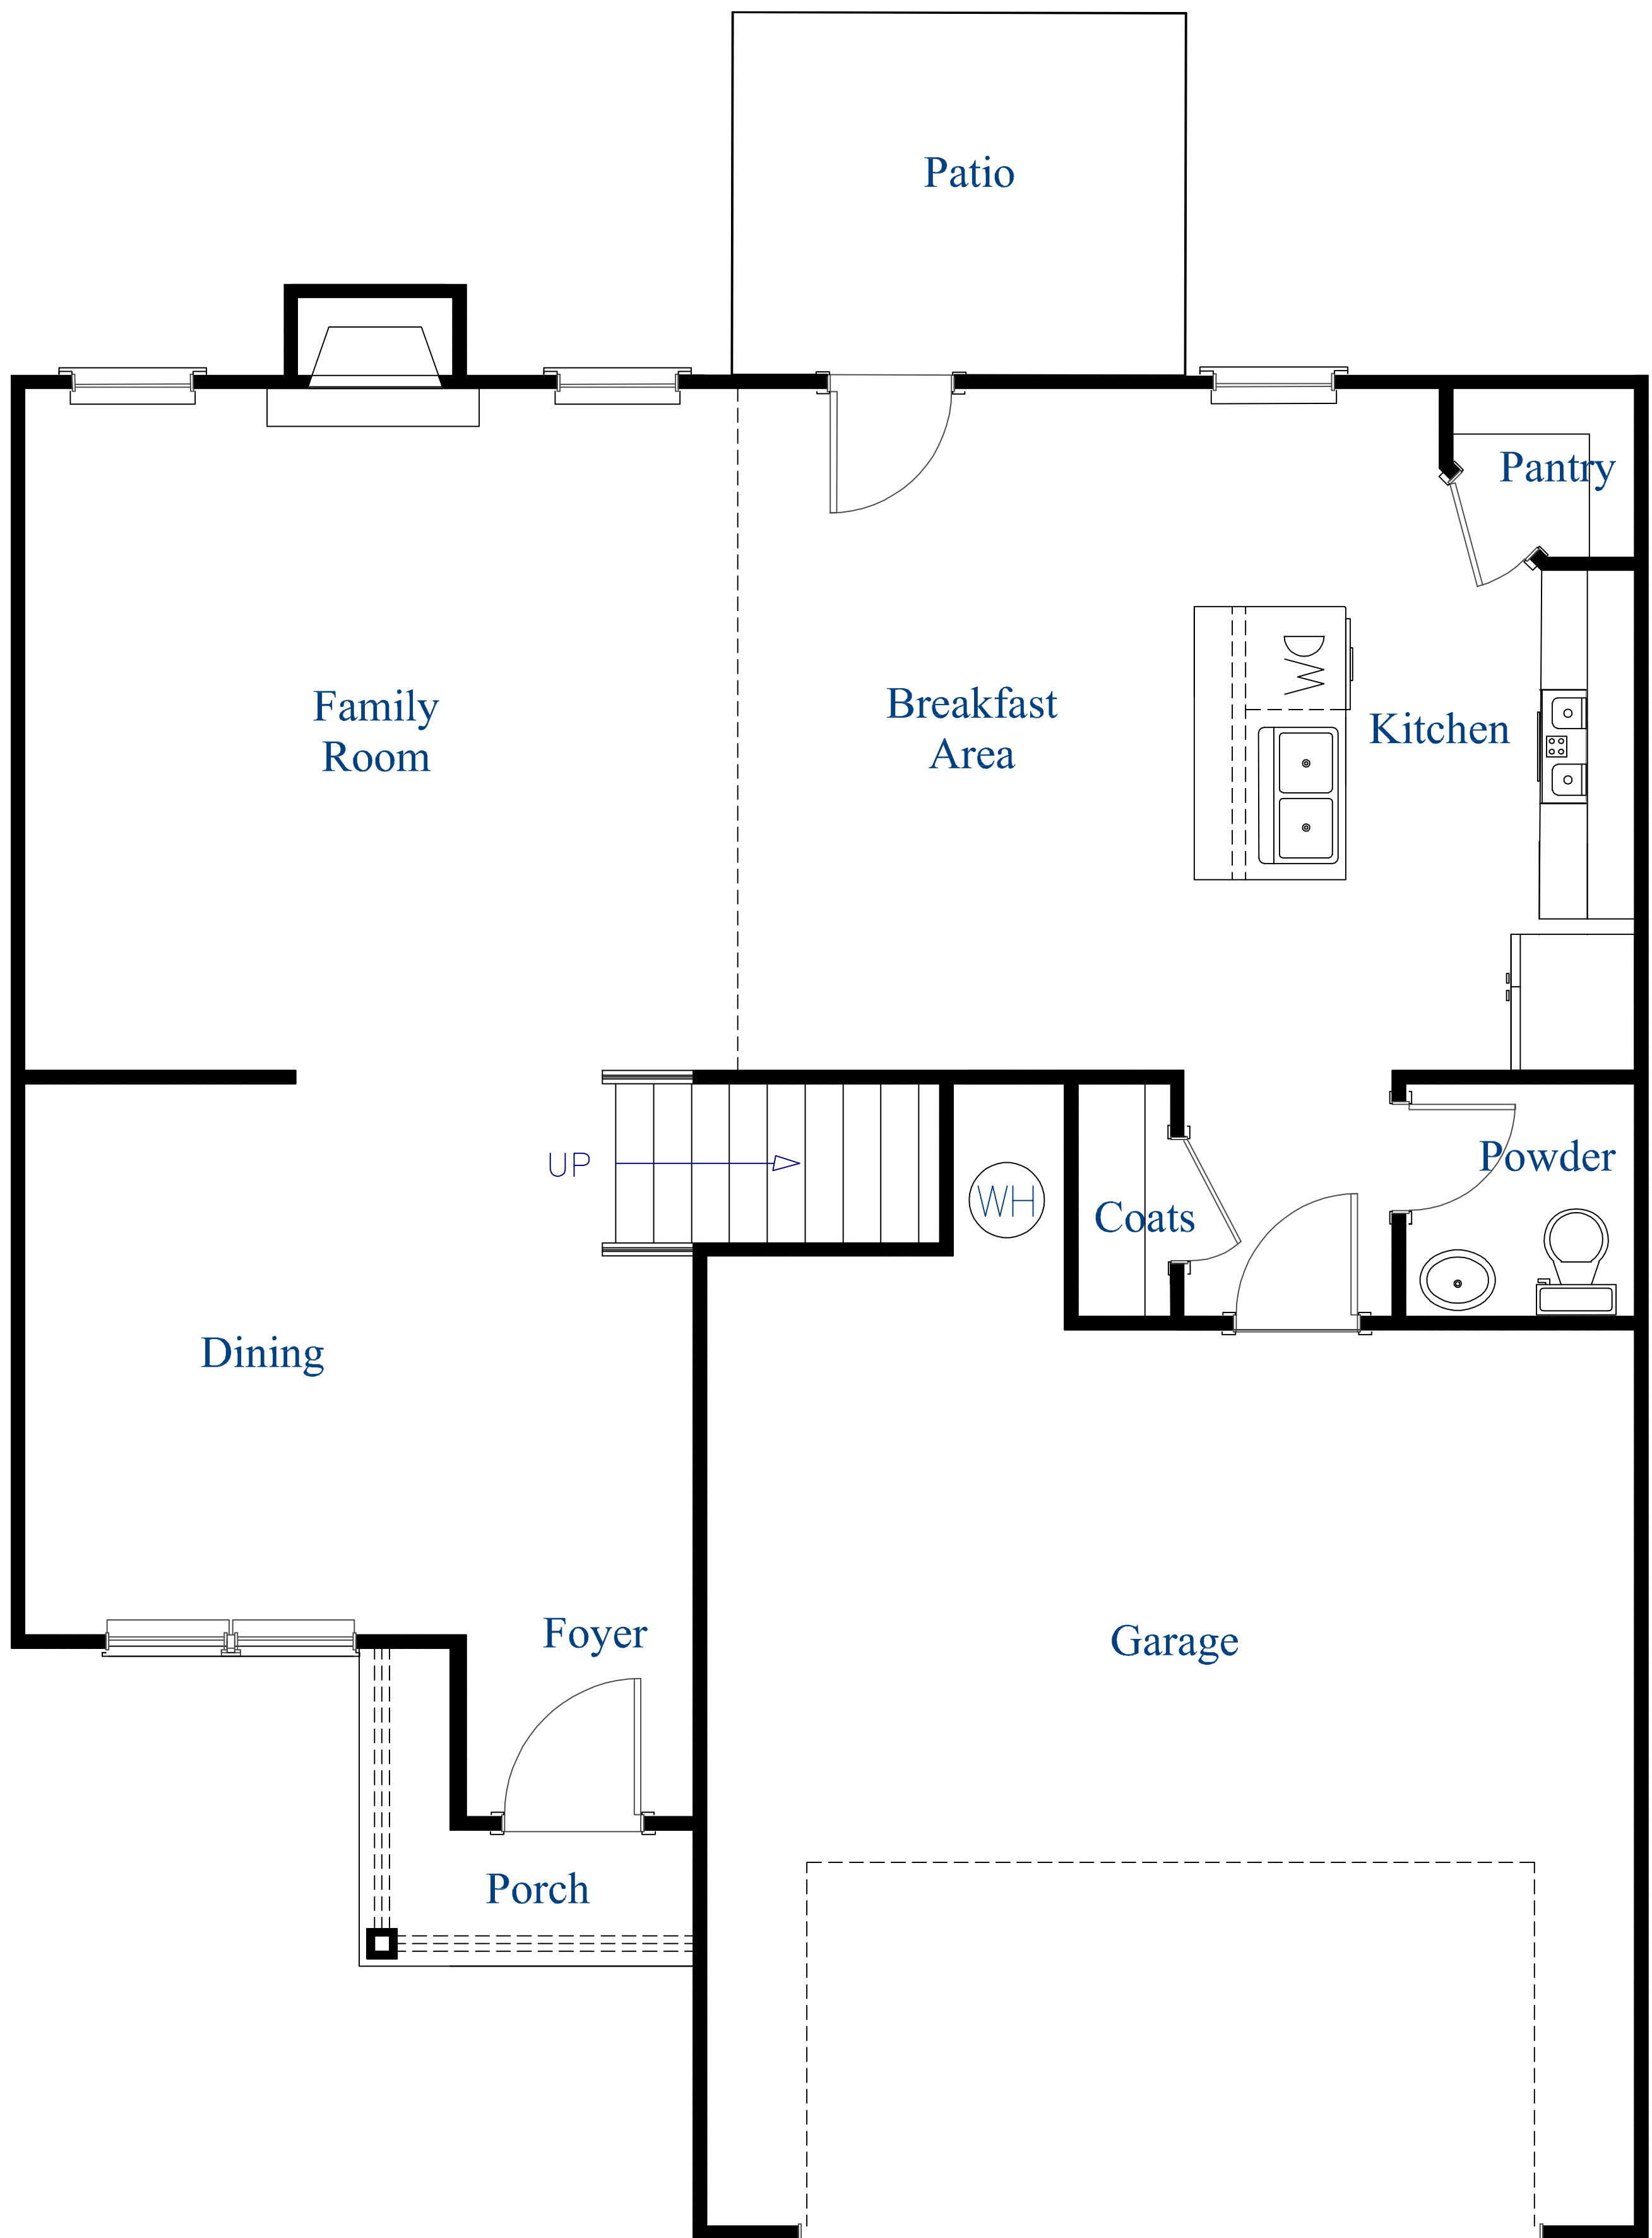 Patio
Pantry
Family
Room
Breakfast
Area
DW
Kitchen
UP
WH
Coats
Powder
Dining
Foyer
Garage
Porch